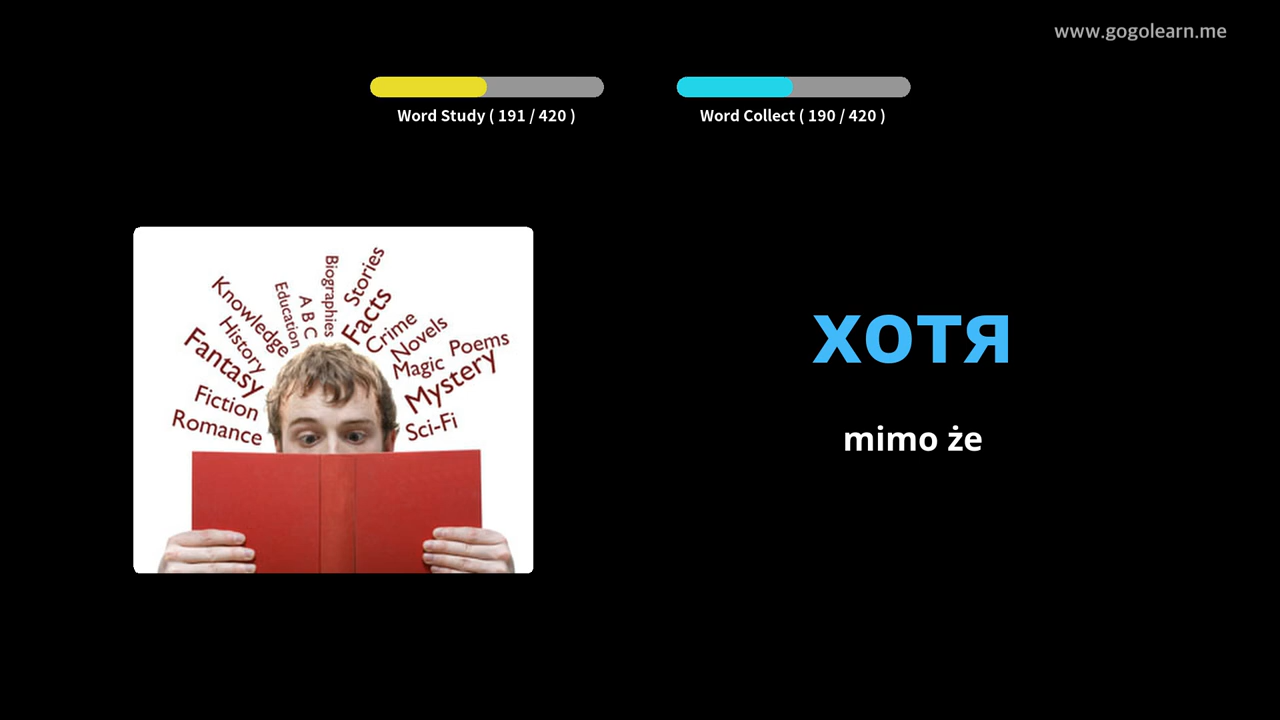 www.gogolearn.me
Word Study ( 191 / 420 )
Word Collect ( 190 / 420 )
Knowledge
History
Fantasy
Fiction
Romance
Education
A B C
Biographies
Stories
Facts
Crime
Novels
Magic
Poems
Mystery
Sci-Fi
хотя
mimo że